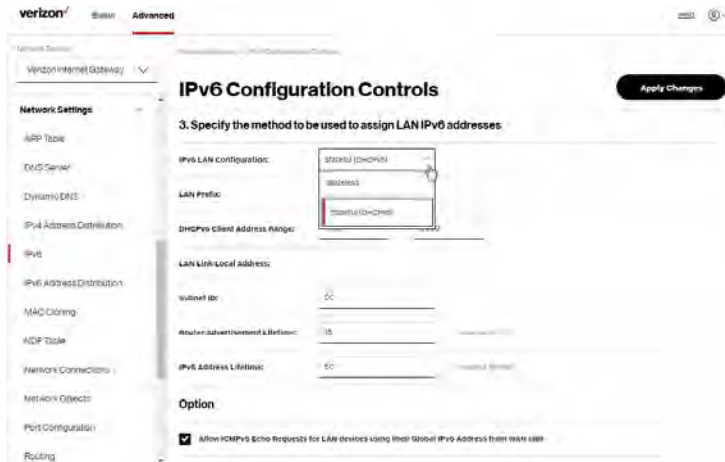 verizon
Basic Advanced
Verizon Internet Gateway
IPv6 Configuration Controls
Apply Changes
Network Settings
3. Specify the method to be used to assign LAN IPv6 addresses
ARP Table
IPv6 LAN Configuration: Stateful (DHCPv6)
DNS Server
Stateless
LAN Prefix:
Dynamic DNS
Stateful (DHCPv6)
IPv4 Address Distribution
DHCPv6 Client Address Range:
IPv6
LAN Link-Local Address:
IPv6 Address Distribution
Subnet ID:
MAC Cloning
NDP Table
Router Advertisement Lifetime: 15
Network Connections
IPv6 Address Lifetime:
Network Objects
Option
Port Configuration
Allow ICMPv6 Echo Requests for LAN devices using their Global IPv6 Address from WAN side
Routing